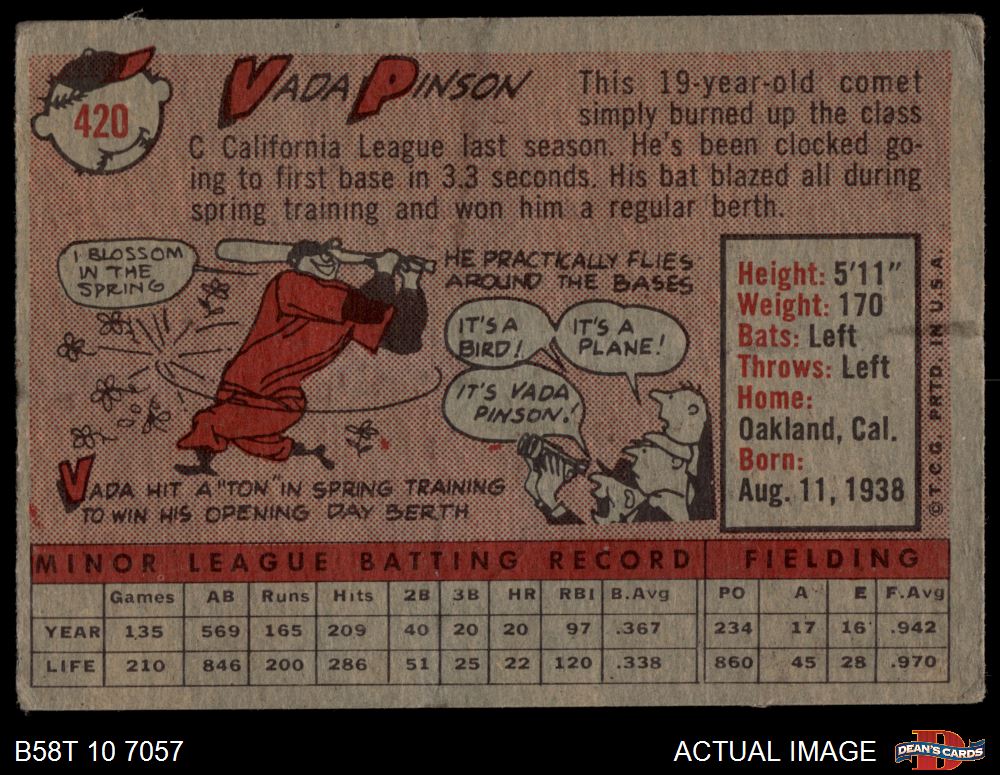 420
VADA PINSON
This 19-year-old comet
simply burned up the class
C California League last season. He's been clocked go-
ing to first base in 3.3 seconds. His bat blazed all during
spring training and won him a regular berth.
I BLOSSOM
IN THE
SPRING
HE PRACTICALLY FLIES
AROUND THE BASES
IT'S A
BIRD!
IT'S A
PLANE!
IT'S VADA
PINSON!
VADA HIT A "TON" IN SPRING TRAINING
TO WIN HIS OPENING DAY BERTH
Height: 5'11"
Weight: 170
Bats: Left
Throws: Left
Home:
Oakland, Cal.
Born:
Aug. 11, 1938
© T.C.G. PRTD. IN U.S.A.
MINOR LEAGUE BATTING RECORD FIELDING
Games AB Runs Hits 2B 3B HR RBI B.Avg PO A E F.Avg
YEAR 135 569 165 209 40 20 20 97 .367 234 17 16 .942
LIFE 210 846 200 286 51 25 22 120 .338 860 45 28 .970
B58T 10 7057
ACTUAL IMAGE
DEAN'S CARDS